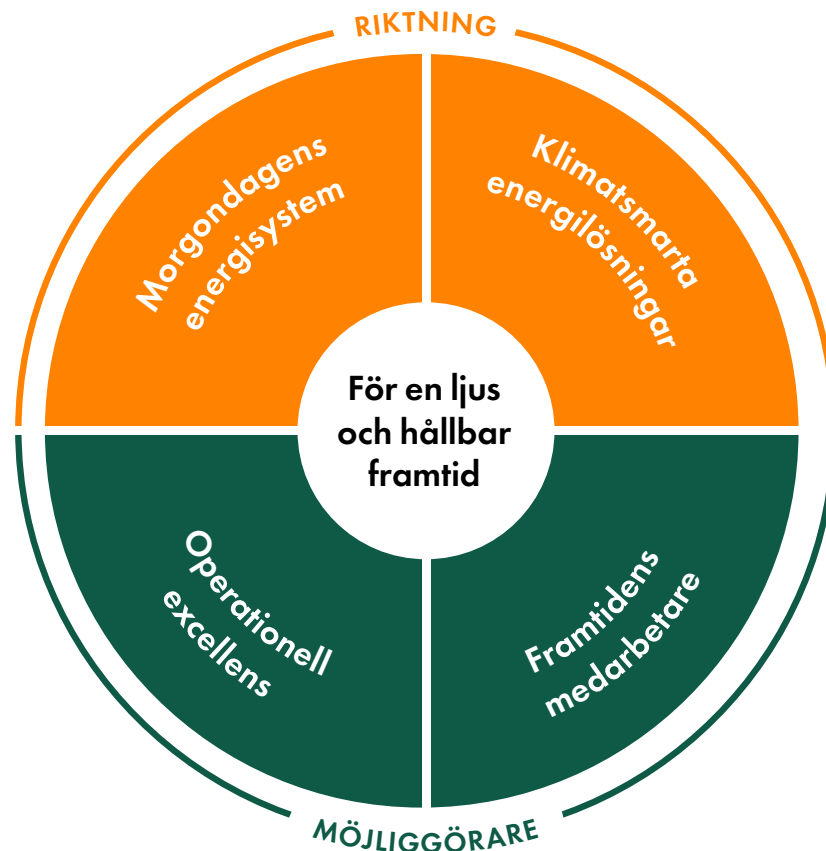 RIKTNING
Morgondagens
energisystem
Klimatsmarta
energilösningar
För en ljus
och hållbar
framtid
Operationell
excellens
Framtidens
medarbetare
MÖJLIGGÖRARE